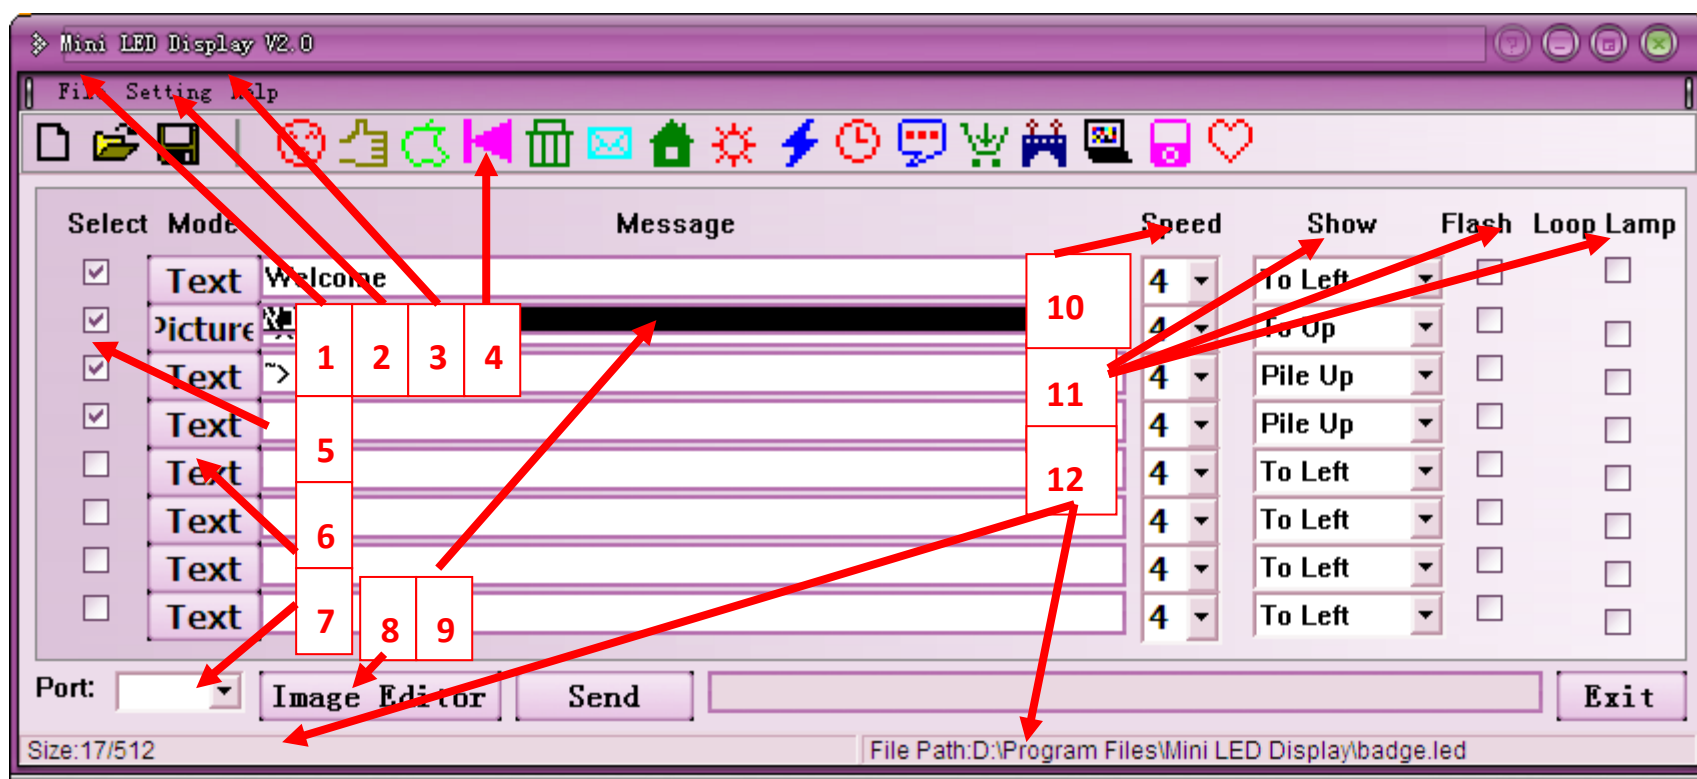 Mini LED Display V2.0
File Setting Help
Select Mode Message Speed Show Flash Loop Lamp
Text Welcome 4 To Left
Picture 4 To Up
Text ~> 4 Pile Up
Text 4 Pile Up
Text 4 To Left
Text 4 To Left
Text 4 To Left
Text 4 To Left
1 2 3 4
5
6
7
8 9
10
11
12
Port: Image Editor Send Exit
Size:17/512 File Path:D:\Program Files\Mini LED Display\badge.led